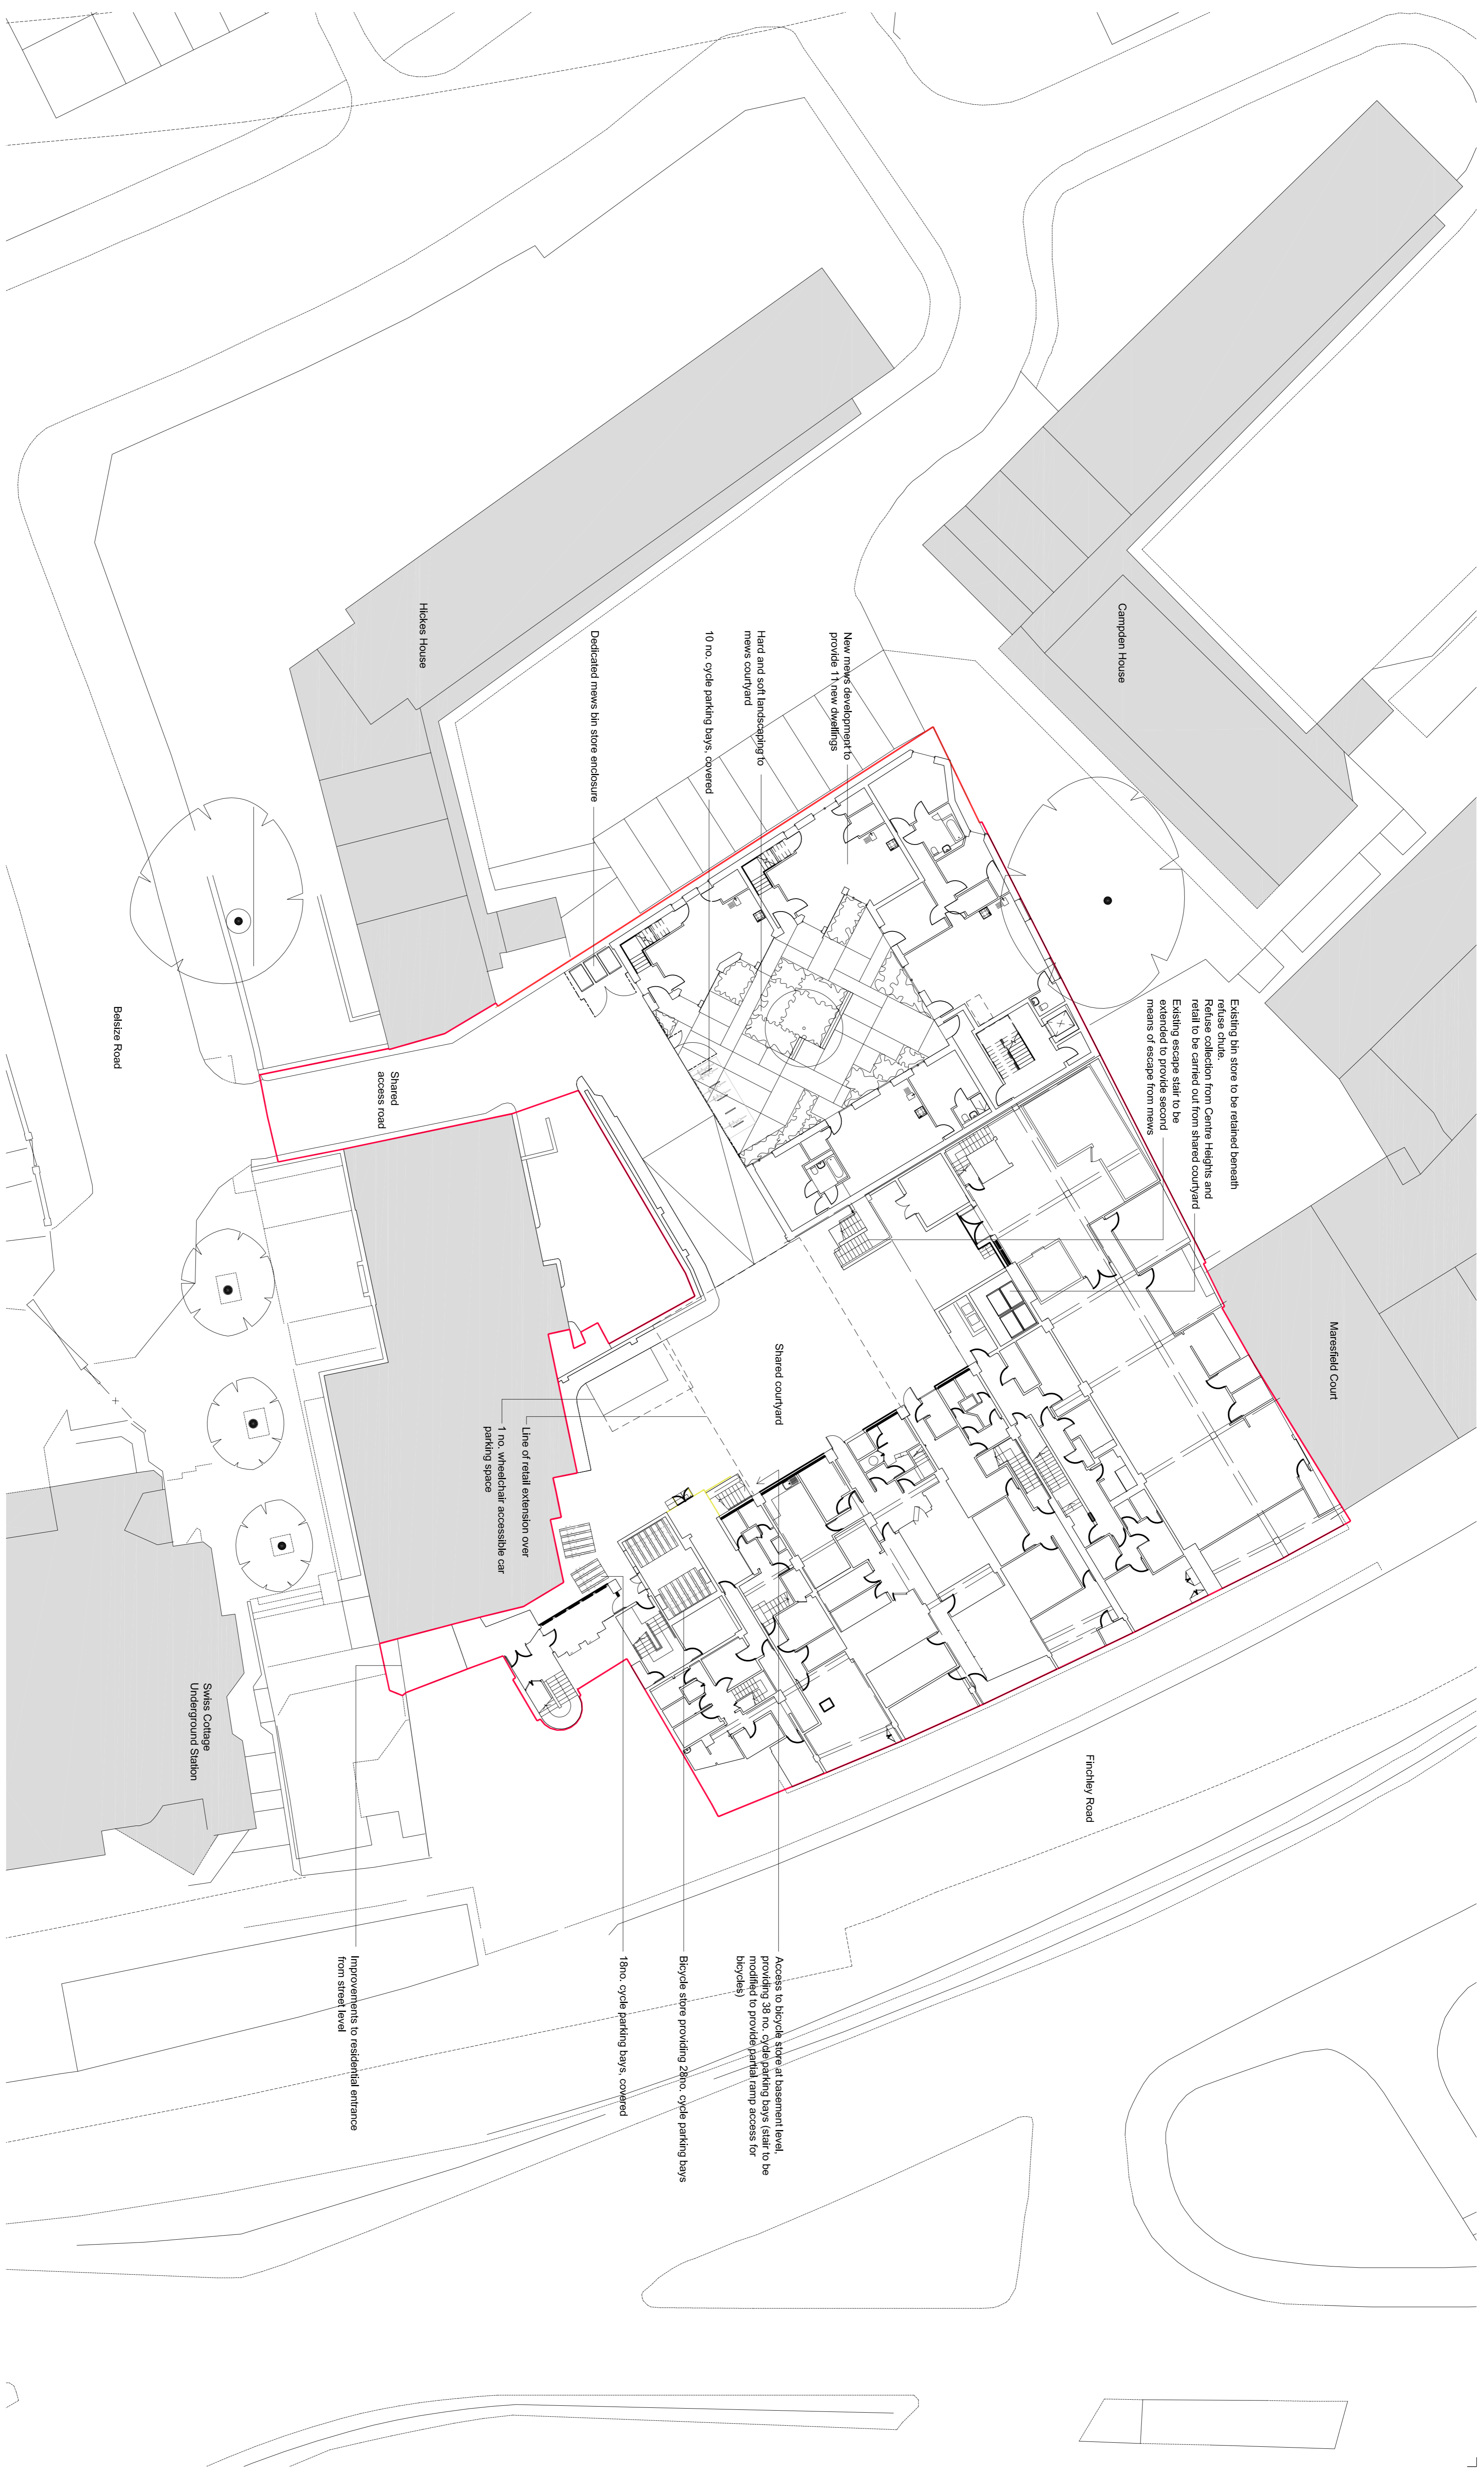 Campden House
Hickes House
New mews development to
provide 11 new dwellings
Hard and soft landscaping to
mews courtyard
10 no. cycle parking bays, covered
Dedicated mews bin store enclosure
Existing bin store to be retained beneath
refuse chute.
Refuse collection from Centre Heights and
retail to be carried out from shared courtyard
Existing escape stair to be
extended to provide second
means of escape from mews
Belsize Road
Shared
access road
Maresfield Court
Shared courtyard
Line of retail extension over
1 no. wheelchair accessible car
parking space
Swiss Cottage
Underground Station
Finchley Road
Access to bicycle store at basement level,
providing 38 no. cycle parking bays (stair to be
modified to provide partial ramp access for
bicycles)
Bicycle store providing 28no. cycle parking bays
18no. cycle parking bays, covered
Improvements to residential entrance
from street level